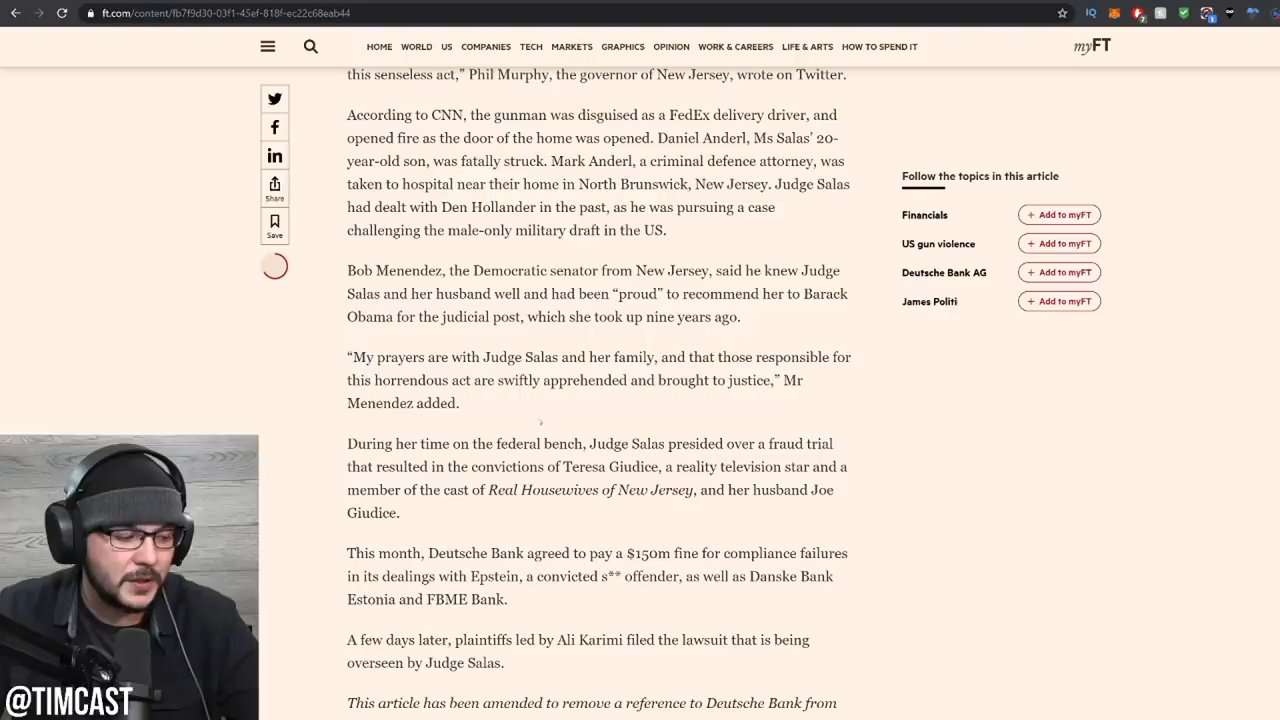 ft.com/content/fb7f9d30-03f1-45ef-818f-ec22c68eab44
HOME WORLD US COMPANIES TECH MARKETS GRAPHICS OPINION WORK & CAREERS LIFE & ARTS HOW TO SPEND IT
myFT
this senseless act,” Phil Murphy, the governor of New Jersey, wrote on Twitter.
According to CNN, the gunman was disguised as a FedEx delivery driver, and
opened fire as the door of the home was opened. Daniel Anderl, Ms Salas’ 20-
year-old son, was fatally struck. Mark Anderl, a criminal defence attorney, was
taken to hospital near their home in North Brunswick, New Jersey. Judge Salas
had dealt with Den Hollander in the past, as he was pursuing a case
challenging the male-only military draft in the US.
Bob Menendez, the Democratic senator from New Jersey, said he knew Judge
Salas and her husband well and had been “proud” to recommend her to Barack
Obama for the judicial post, which she took up nine years ago.
“My prayers are with Judge Salas and her family, and that those responsible for
this horrendous act are swiftly apprehended and brought to justice,” Mr
Menendez added.
During her time on the federal bench, Judge Salas presided over a fraud trial
that resulted in the convictions of Teresa Giudice, a reality television star and a
member of the cast of Real Housewives of New Jersey, and her husband Joe
Giudice.
This month, Deutsche Bank agreed to pay a $150m fine for compliance failures
in its dealings with Epstein, a convicted s** offender, as well as Danske Bank
Estonia and FBME Bank.
A few days later, plaintiffs led by Ali Karimi filed the lawsuit that is being
overseen by Judge Salas.
This article has been amended to remove a reference to Deutsche Bank from
Share
Save
Follow the topics in this article
Financials
+ Add to myFT
US gun violence
+ Add to myFT
Deutsche Bank AG
+ Add to myFT
James Politi
+ Add to myFT
@TIMCAST